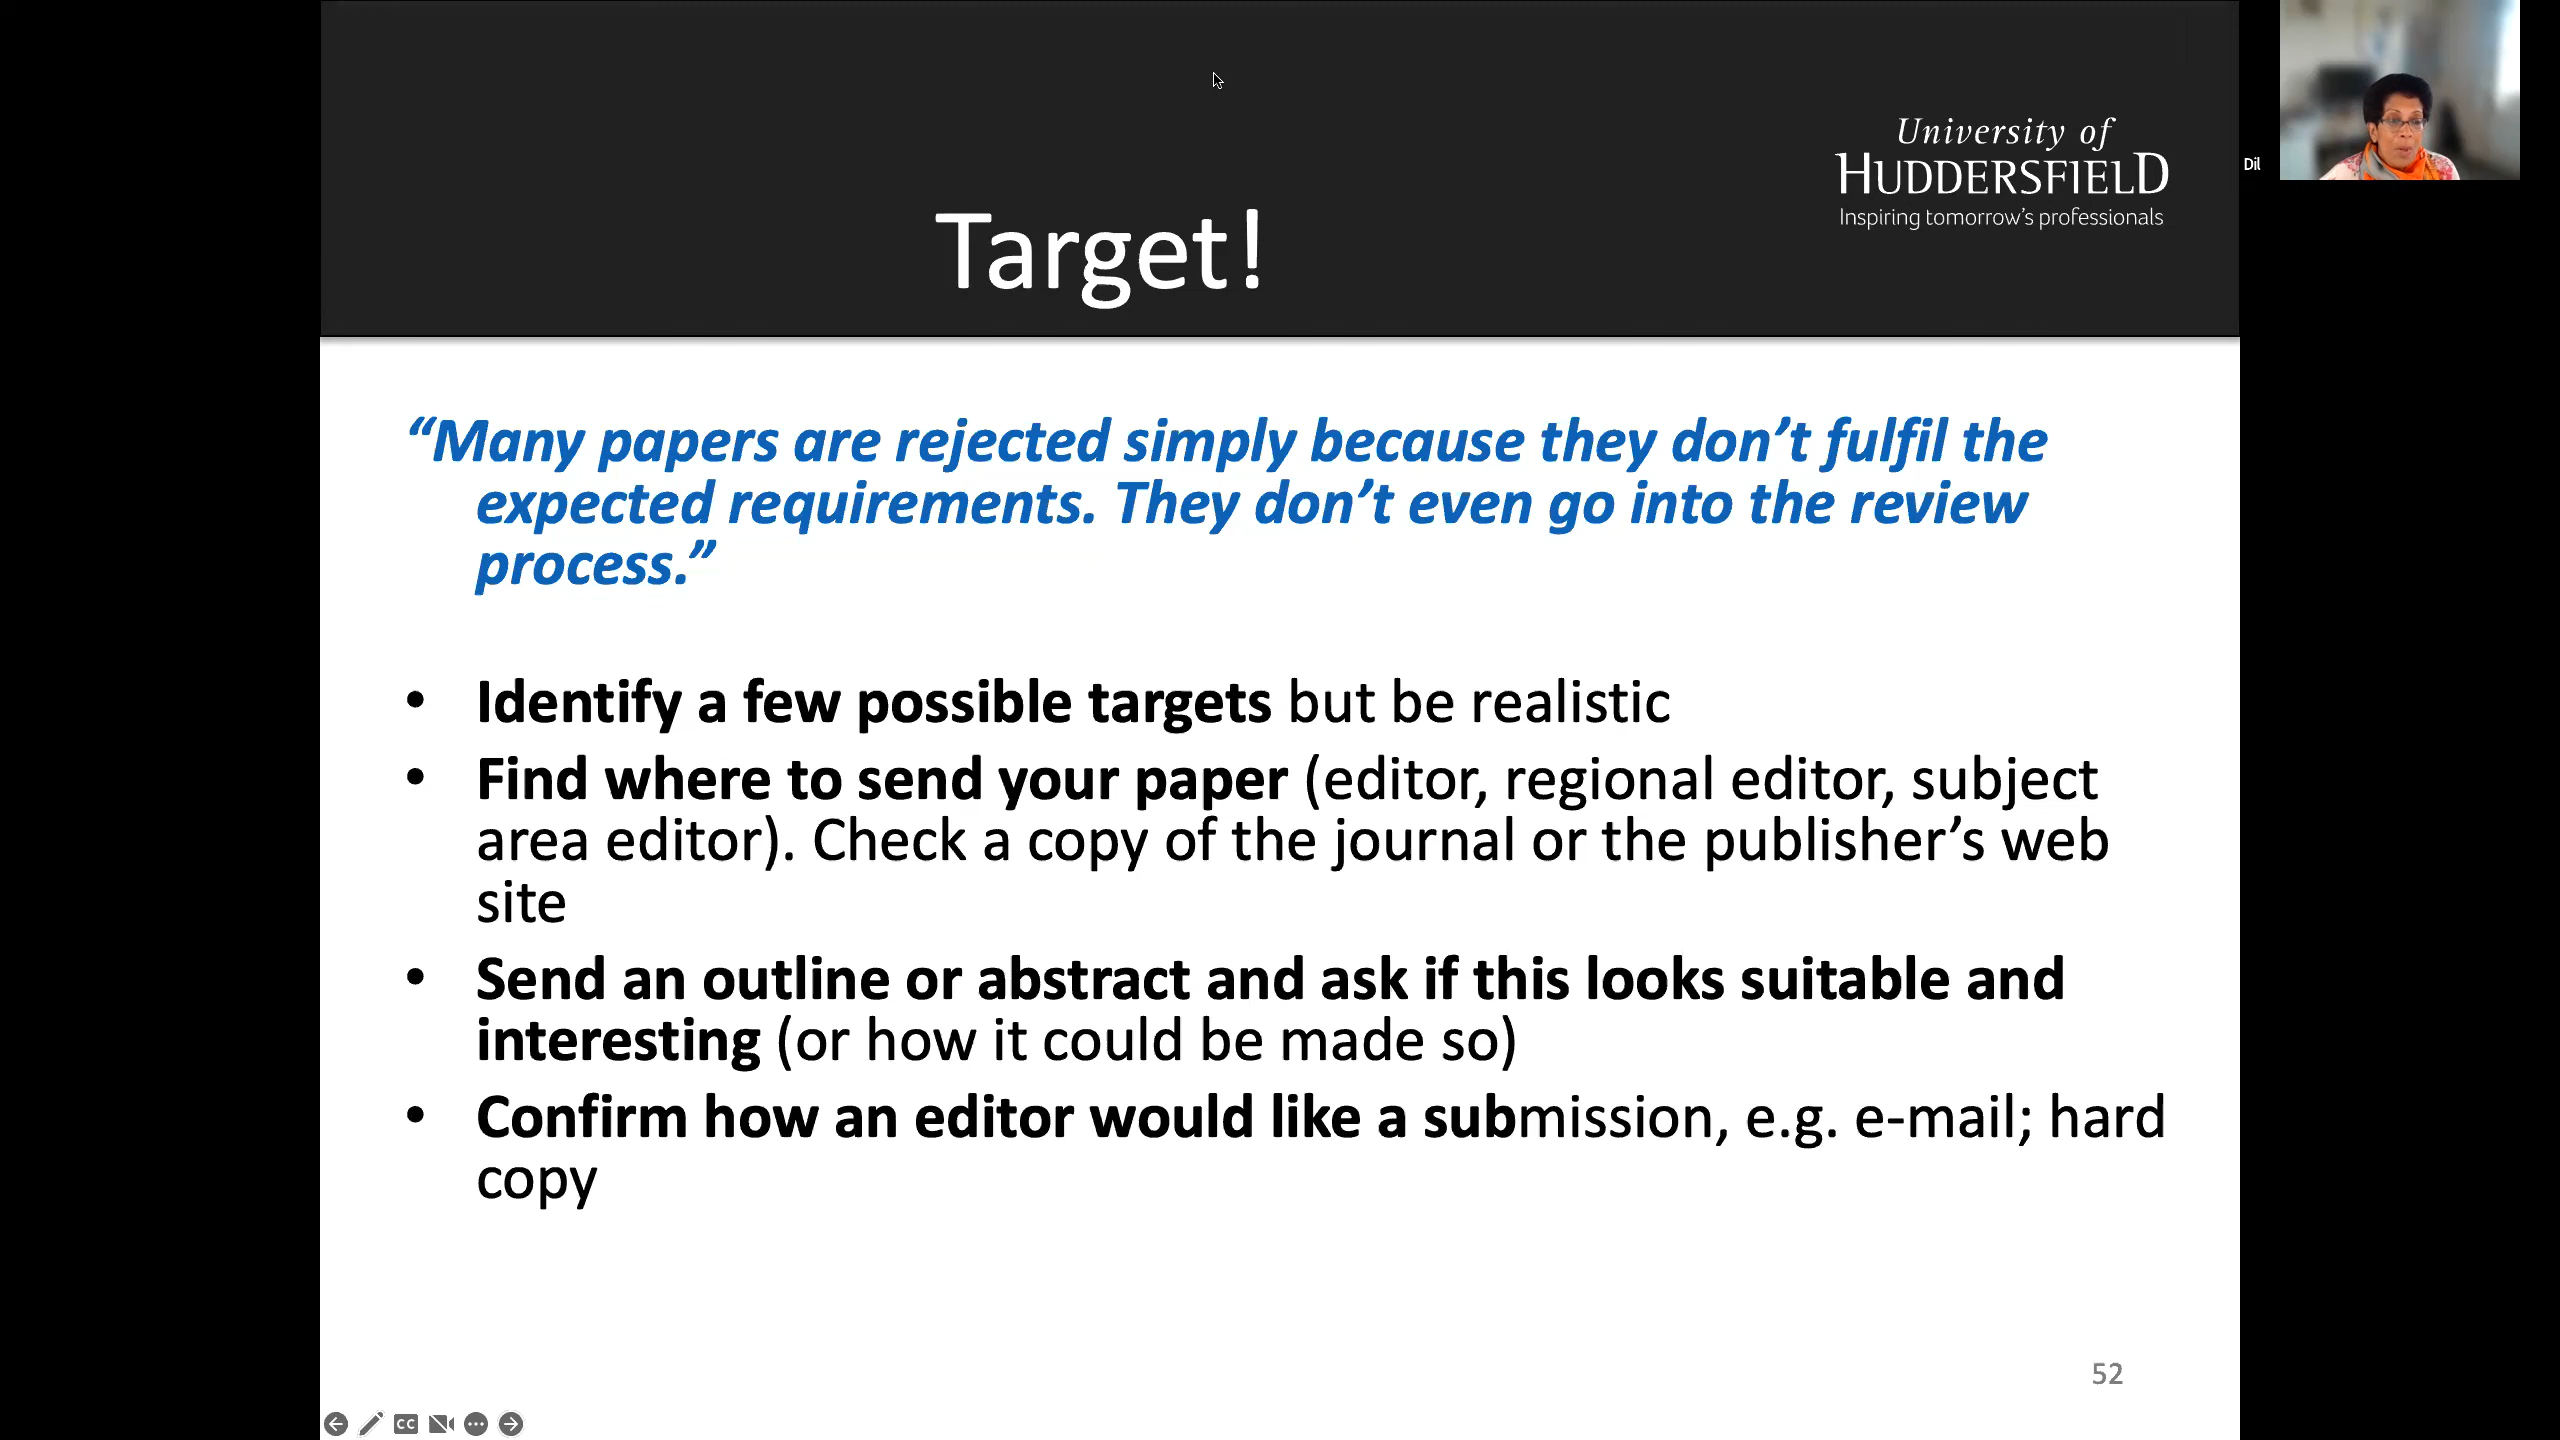 University of
HUDDERSFIELD
Inspiring tomorrow's professionals
Dil
Target!
“Many papers are rejected simply because they don’t fulfil the
expected requirements. They don’t even go into the review
process.”
• Identify a few possible targets but be realistic
• Find where to send your paper (editor, regional editor, subject
area editor). Check a copy of the journal or the publisher’s web
site
• Send an outline or abstract and ask if this looks suitable and
interesting (or how it could be made so)
• Confirm how an editor would like a submission, e.g. e-mail; hard
copy
52
CC